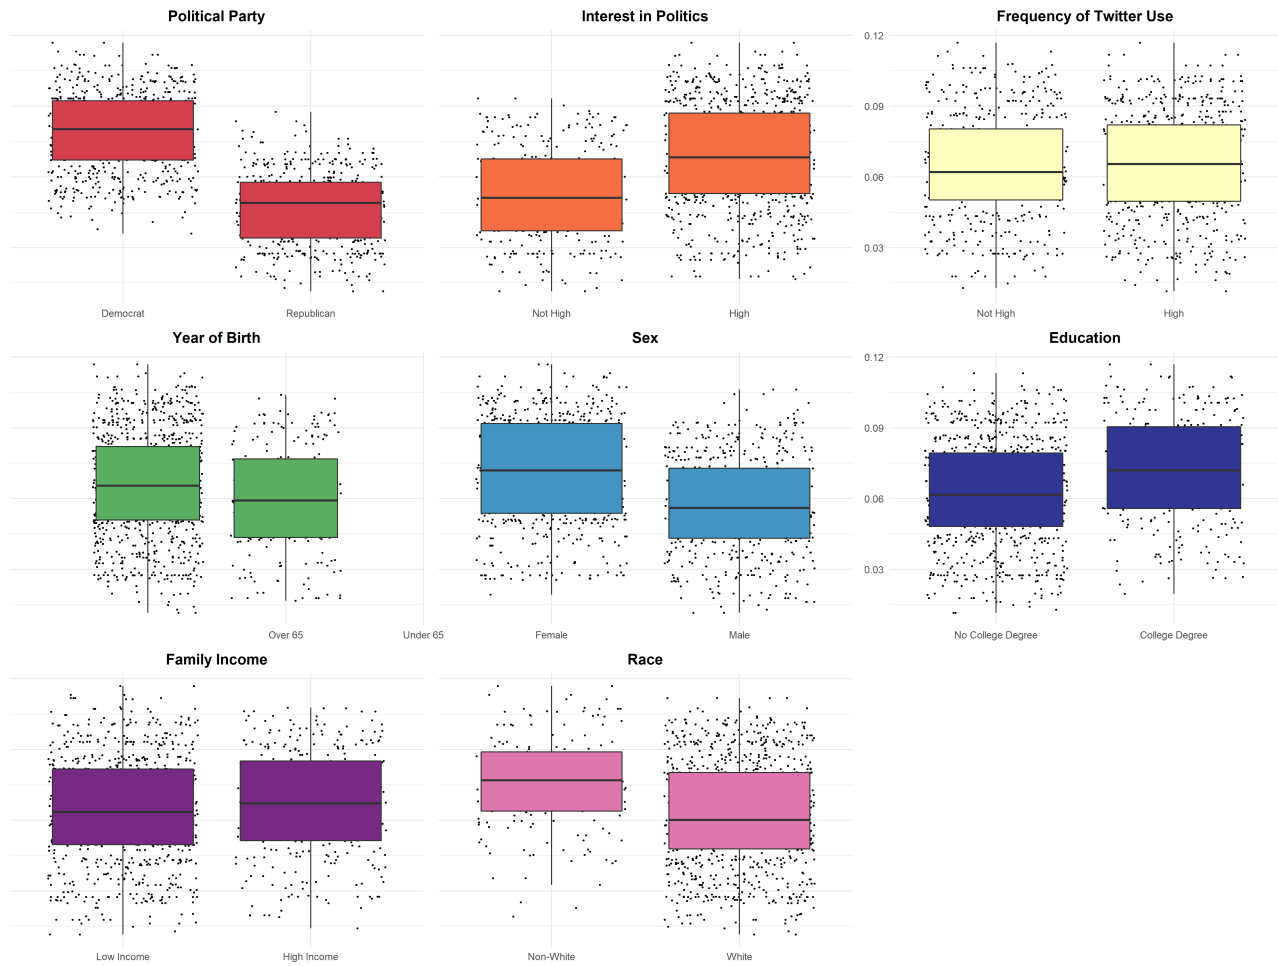 Political Party
Interest in Politics
Frequency of Twitter Use
0.12
0.09
0.06
0.03
Democrat
Republican
Not High
High
Not High
High
Year of Birth
Sex
Education
0.12
0.09
0.06
0.03
Over 65
Under 65
Female
Male
No College Degree
College Degree
Family Income
Race
Low Income
High Income
Non-White
White